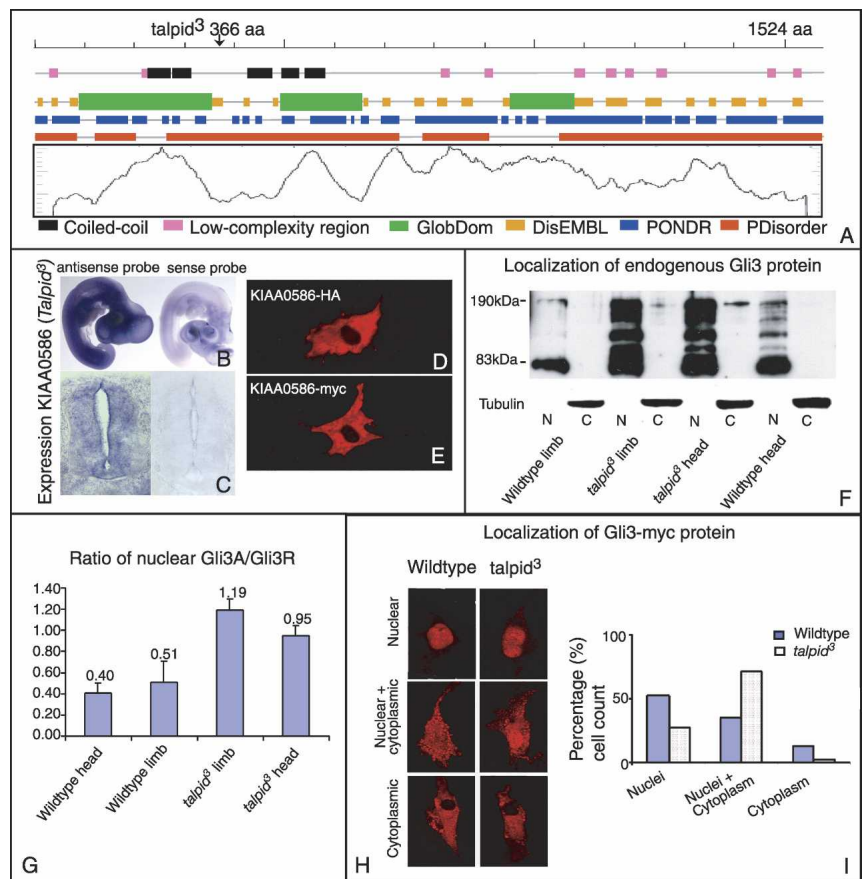 talpid³ 366 aa
1524 aa
Coiled-coil
Low-complexity region
GlobDom
DisEMBL
PONDR
PDisorder
A
Expression KIAA0586 (Talpid³)
antisense probe
sense probe
B
C
KIAA0586-HA
D
KIAA0586-myc
E
Localization of endogenous Gli3 protein
190kDa-
83kDa-
Tubulin
N C N C N C N C
Wildtype limb
talpid³ limb
talpid³ head
Wildtype head
F
Ratio of nuclear Gli3A/Gli3R
1.40
1.20
1.00
0.80
0.60
0.40
0.20
0.00
0.40
0.51
1.19
0.95
Wildtype head
Wildtype limb
talpid³ limb
talpid³ head
G
Localization of Gli3-myc protein
Wildtype talpid³
Nuclear
Nuclear +
cytoplasmic
Cytoplasmic
H
Percentage (%)
cell count
100
50
0
Wildtype
talpid³
Nuclei
Nuclei +
Cytoplasm
Cytoplasm
I